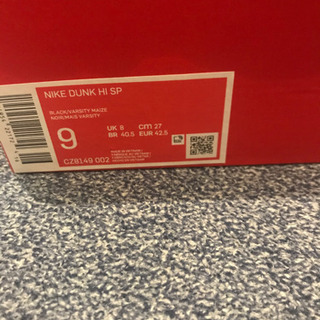 NIKE DUNK HI SP
BLACK/VARSITY MAIZE
NOIR/MAIS VARSITY
9
UK 8 CM 27
BR 40.5 EUR 42.5
CZ8149 002